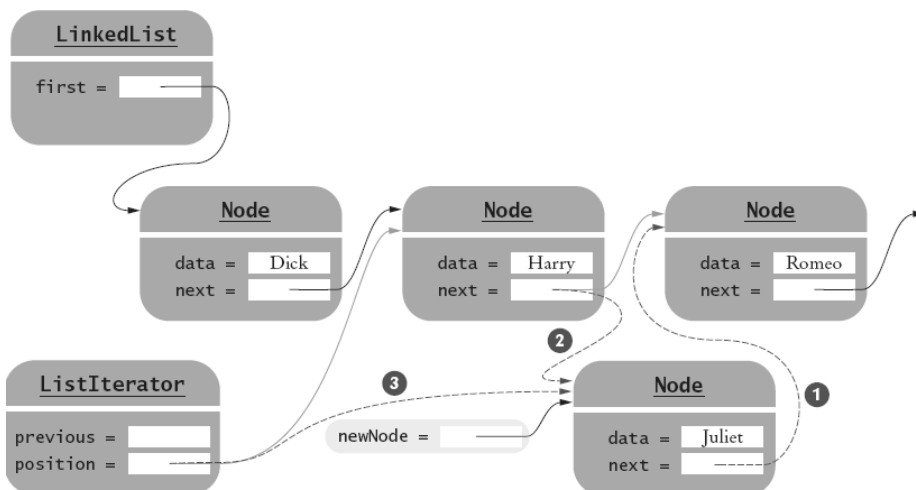 LinkedList
first =
Node
data = Dick
next =
Node
data = Harry
next =
Node
data = Romeo
next =
2
1
3
ListIterator
previous =
position =
newNode =
Node
data = Juliet
next =